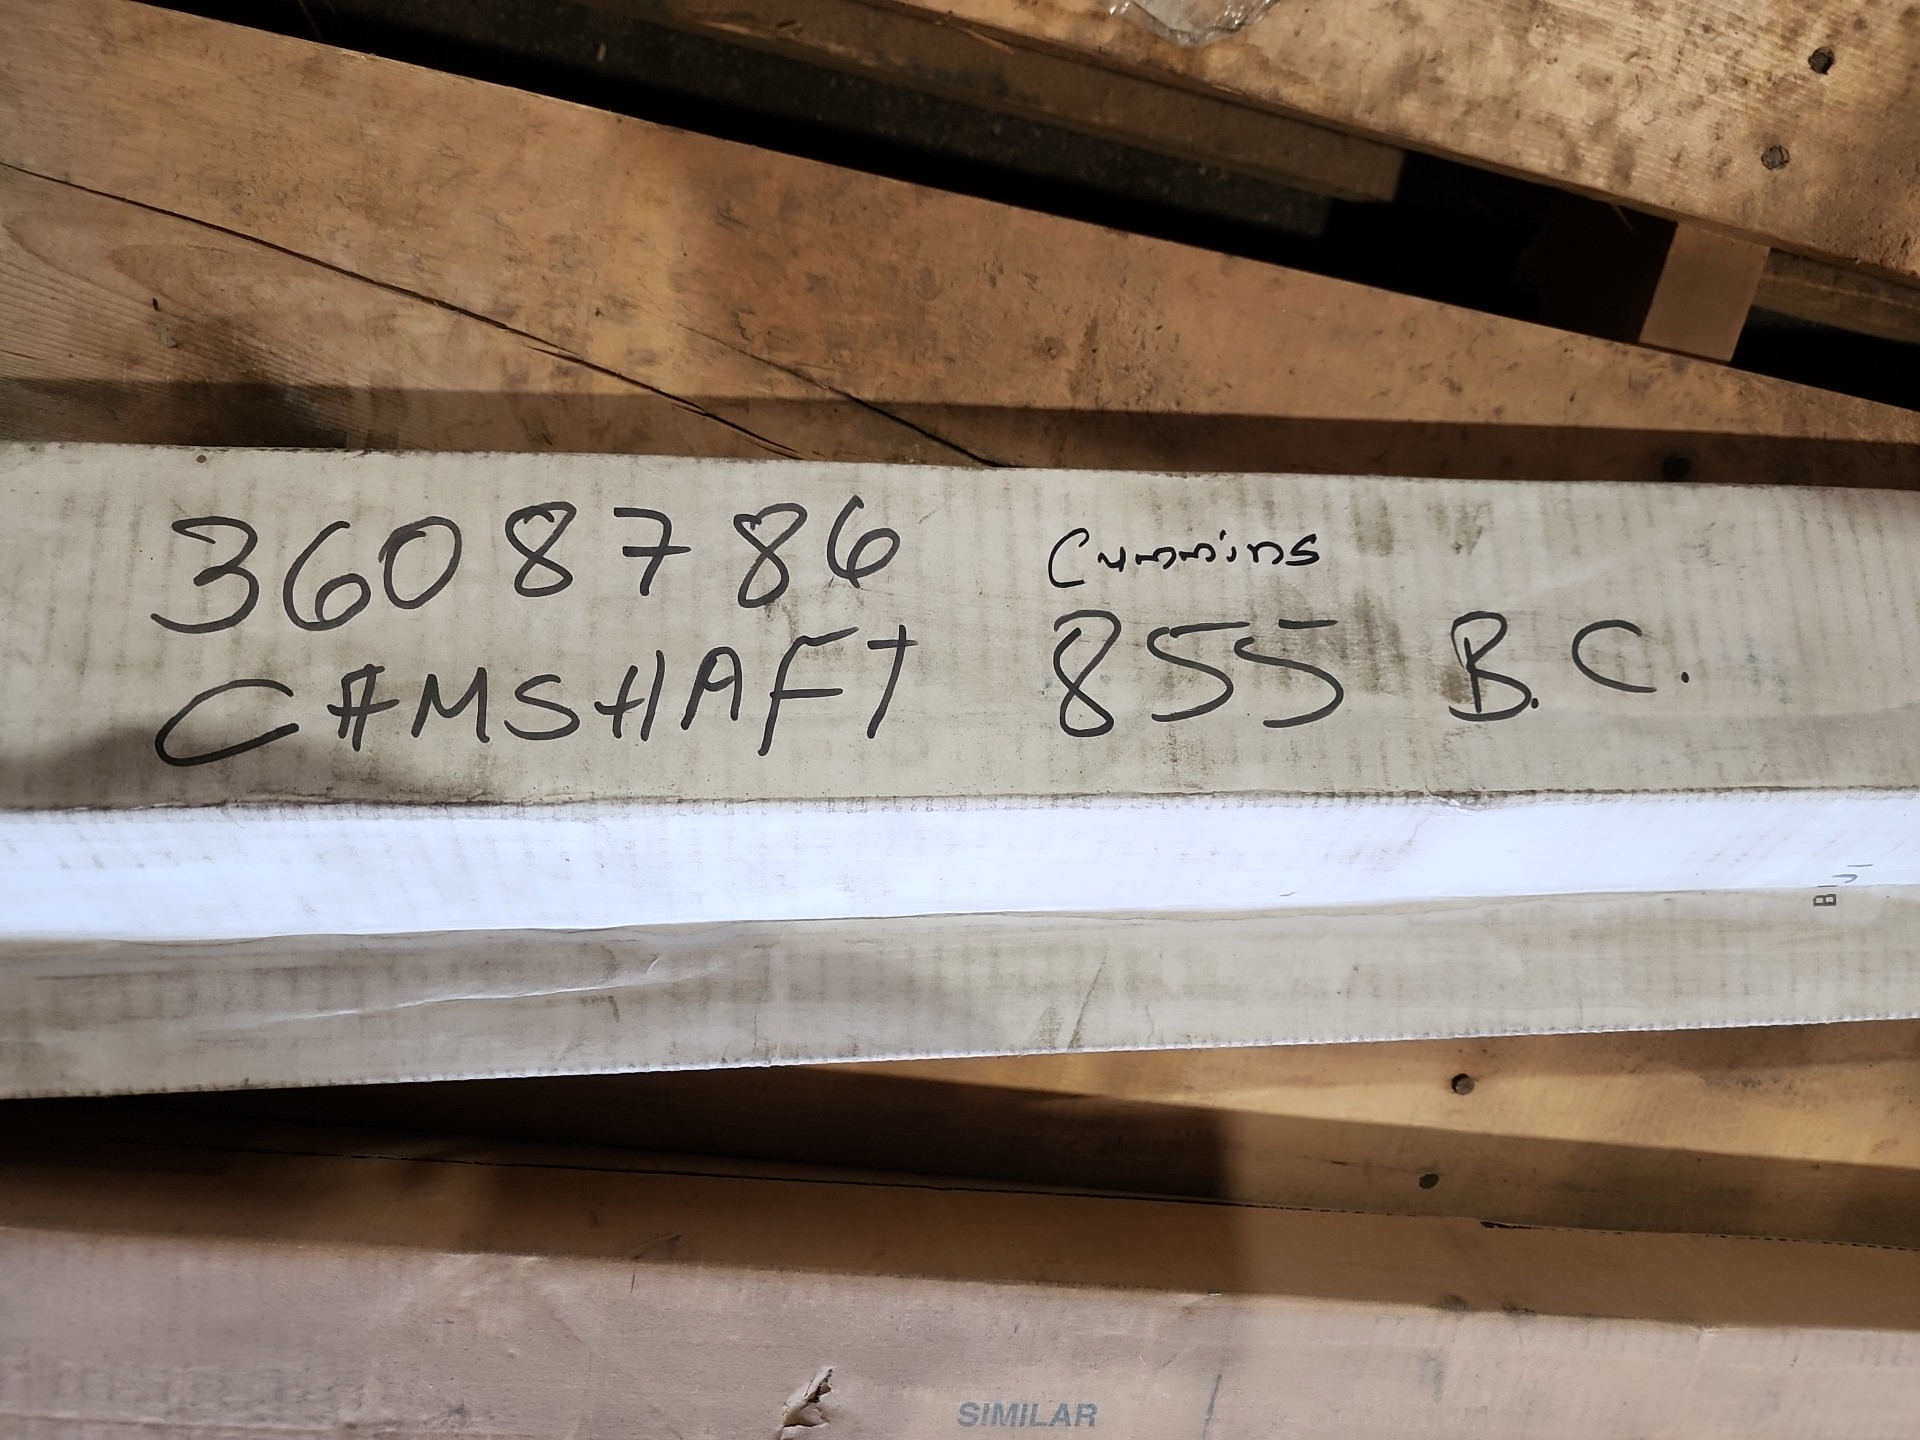 3608786 Cummins
CAMSHAFT 855 B.C.
SIMILAR